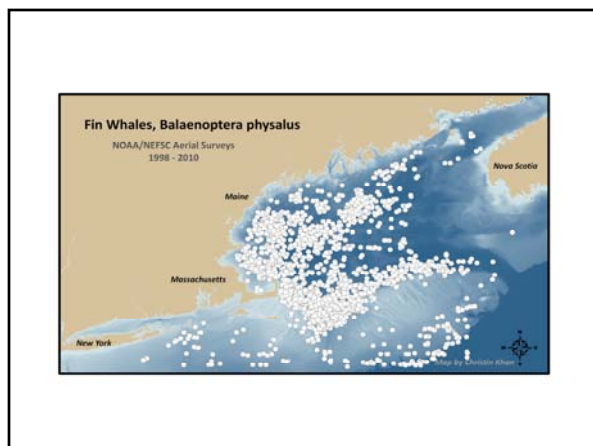 Fin Whales, Balaenoptera physalus
NOAA/NEFSC Aerial Surveys
1998 - 2010
Nova Scotia
Maine
Massachusetts
New York
Map by Christin Khan